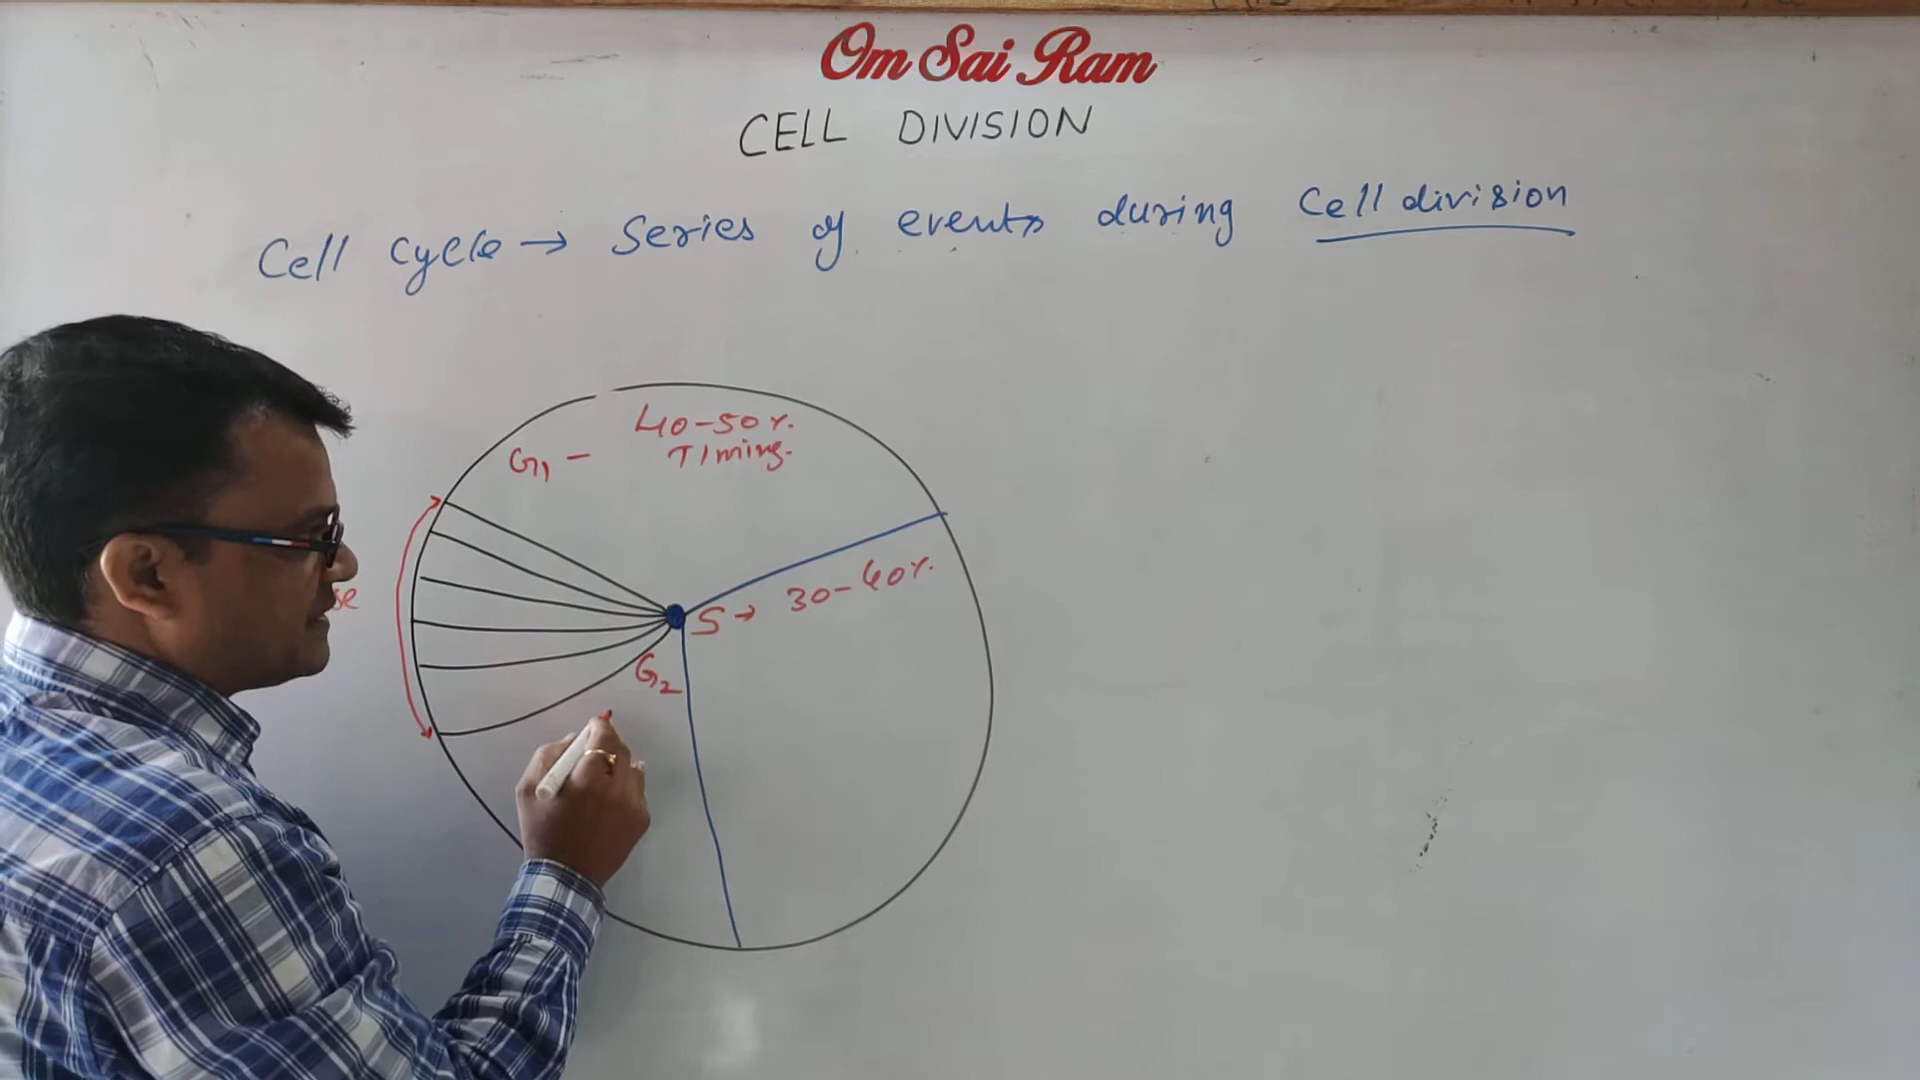 Om Sai Ram
CELL DIVISION
Cell cycle → Series of events during Cell division
40-50%.
G1 - Timing.
S → 30-40%.
G2